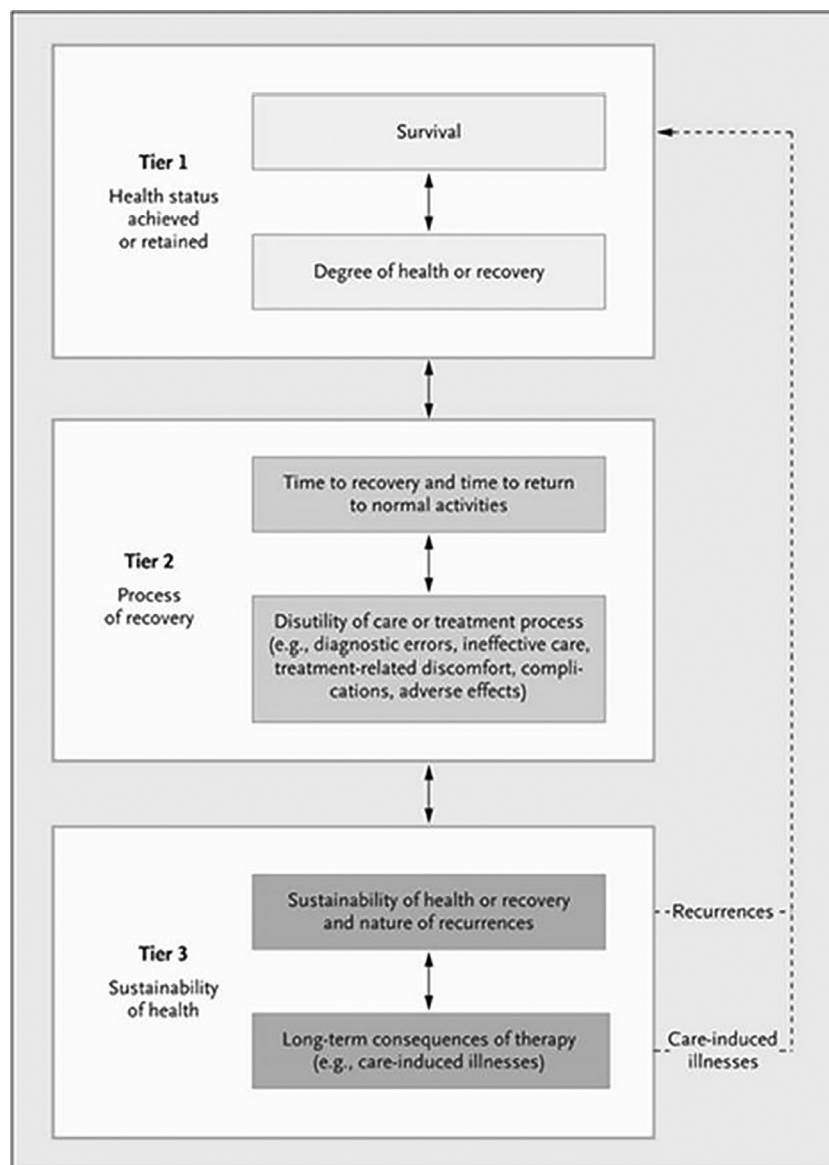 Survival
Tier 1
Health status
achieved
or retained
Degree of health or recovery
Time to recovery and time to return
to normal activities
Tier 2
Process
of recovery
Disutility of care or treatment process
(e.g., diagnostic errors, ineffective care,
treatment-related discomfort, compli-
cations, adverse effects)
Sustainability of health or recovery
and nature of recurrences
Recurrences
Tier 3
Sustainability
of health
Long-term consequences of therapy
(e.g., care-induced illnesses)
Care-induced
illnesses